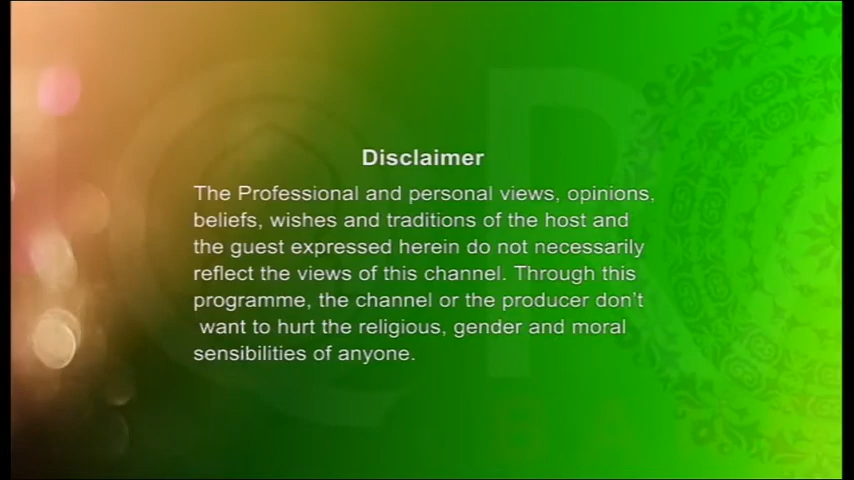 Disclaimer
The Professional and personal views, opinions,
beliefs, wishes and traditions of the host and
the guest expressed herein do not necessarily
reflect the views of this channel. Through this
programme, the channel or the producer don't
want to hurt the religious, gender and moral
sensibilities of anyone.